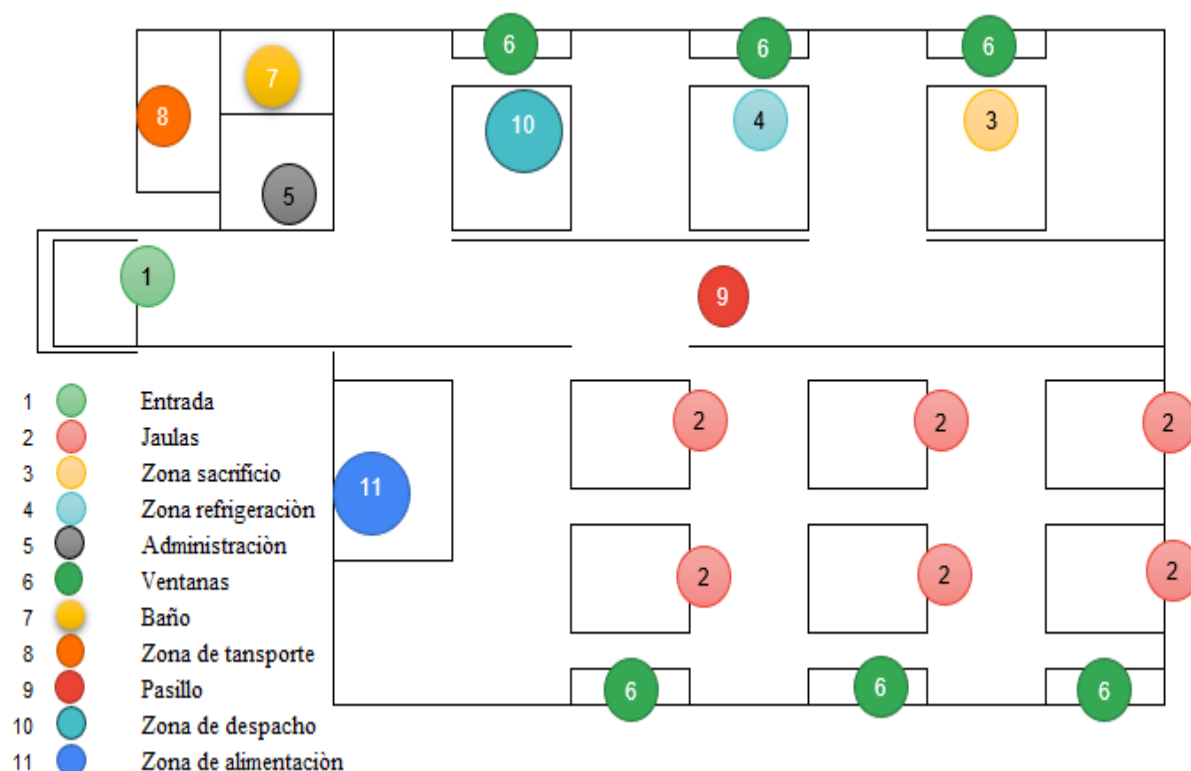 6 6 6
7
8 10 4 3
5
1
9
2 2 2
11
2 2 2
6 6 6
1 Entrada
2 Jaulas
3 Zona sacrificio
4 Zona refrigeraciòn
5 Administraciòn
6 Ventanas
7 Baño
8 Zona de tansporte
9 Pasillo
10 Zona de despacho
11 Zona de alimentaciòn